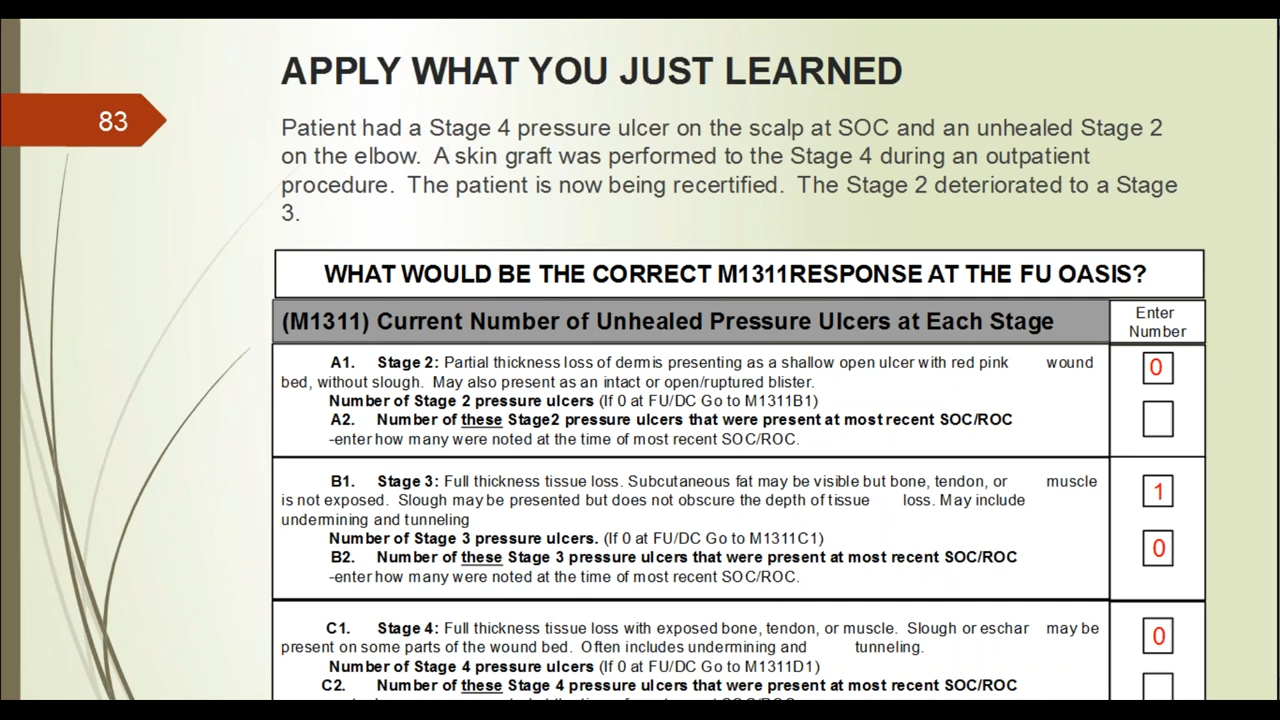 APPLY WHAT YOU JUST LEARNED
83
Patient had a Stage 4 pressure ulcer on the scalp at SOC and an unhealed Stage 2
on the elbow. A skin graft was performed to the Stage 4 during an outpatient
procedure. The patient is now being recertified. The Stage 2 deteriorated to a Stage
3.
WHAT WOULD BE THE CORRECT M1311RESPONSE AT THE FU OASIS?
(M1311) Current Number of Unhealed Pressure Ulcers at Each Stage
Enter
Number
A1. Stage 2: Partial thickness loss of dermis presenting as a shallow open ulcer with red pink wound
0
bed, without slough. May also present as an intact or open/ruptured blister.
Number of Stage 2 pressure ulcers (If 0 at FU/DC Go to M1311B1)
A2. Number of these Stage2 pressure ulcers that were present at most recent SOC/ROC
-enter how many were noted at the time of most recent SOC/ROC.
B1. Stage 3: Full thickness tissue loss. Subcutaneous fat may be visible but bone, tendon, or muscle
1
is not exposed. Slough may be presented but does not obscure the depth of tissue loss. May include
undermining and tunneling
Number of Stage 3 pressure ulcers. (If 0 at FU/DC Go to M1311C1)
B2. Number of these Stage 3 pressure ulcers that were present at most recent SOC/ROC
0
-enter how many were noted at the time of most recent SOC/ROC.
C1. Stage 4: Full thickness tissue loss with exposed bone, tendon, or muscle. Slough or eschar may be
0
present on some parts of the wound bed. Often includes undermining and tunneling.
Number of Stage 4 pressure ulcers (If 0 at FU/DC Go to M1311D1)
C2. Number of these Stage 4 pressure ulcers that were present at most recent SOC/ROC